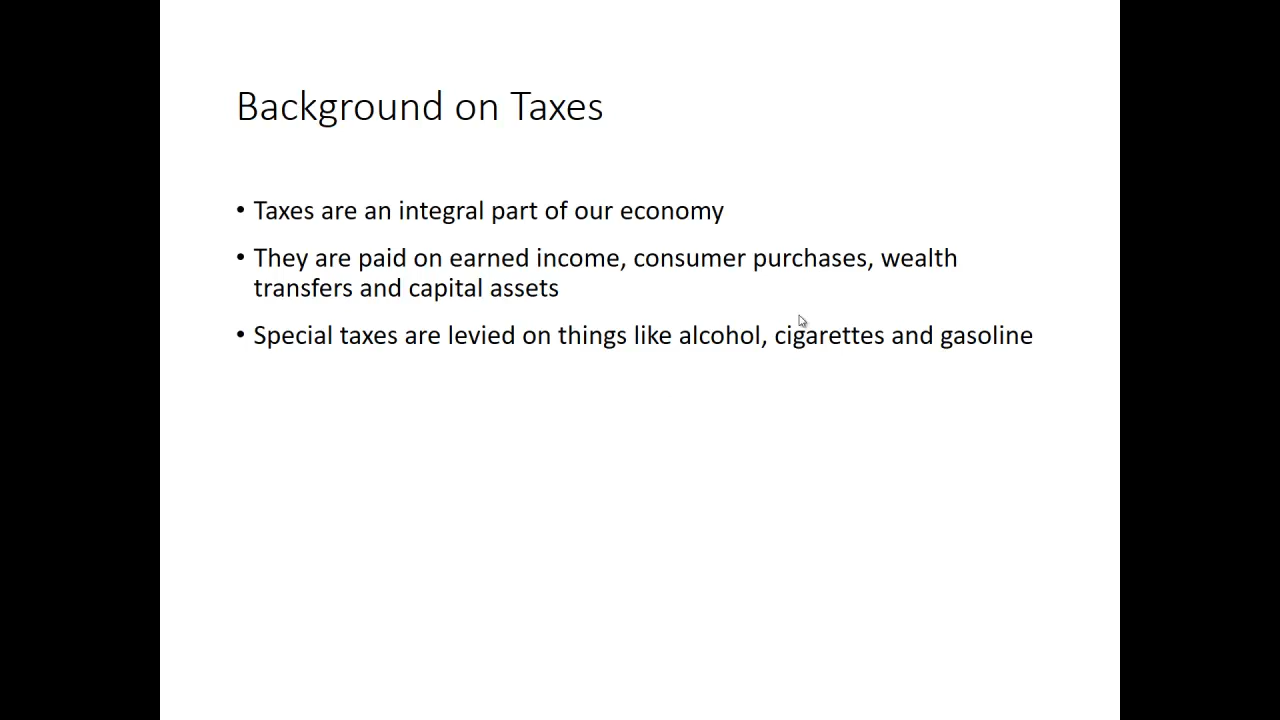 Background on Taxes
• Taxes are an integral part of our economy
• They are paid on earned income, consumer purchases, wealth
transfers and capital assets
• Special taxes are levied on things like alcohol, cigarettes and gasoline